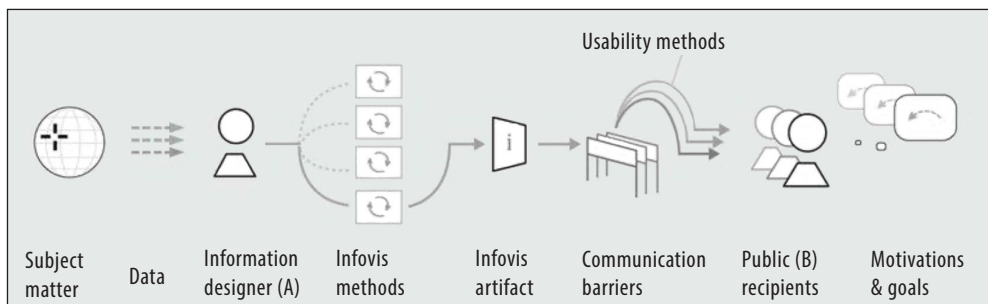 Usability methods
i
Subject matter
Data
Information designer (A)
Infovis methods
Infovis artifact
Communication barriers
Public (B) recipients
Motivations & goals